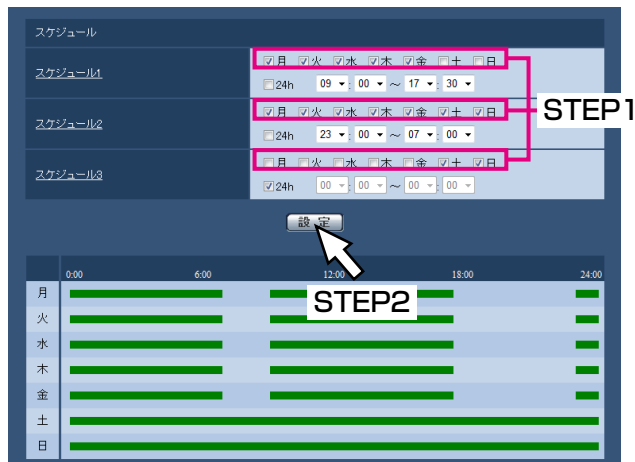 スケジュール
スケジュール1
月 火 水 木 金 土 日
24h 09 : 00 ～ 17 : 30
スケジュール2
月 火 水 木 金 土 日
24h 23 : 00 ～ 07 : 00
スケジュール3
月 火 水 木 金 土 日
24h 00 : 00 ～ 00 : 00
STEP1
設 定
STEP2
0:00 6:00 12:00 18:00 24:00
月
火
水
木
金
土
日